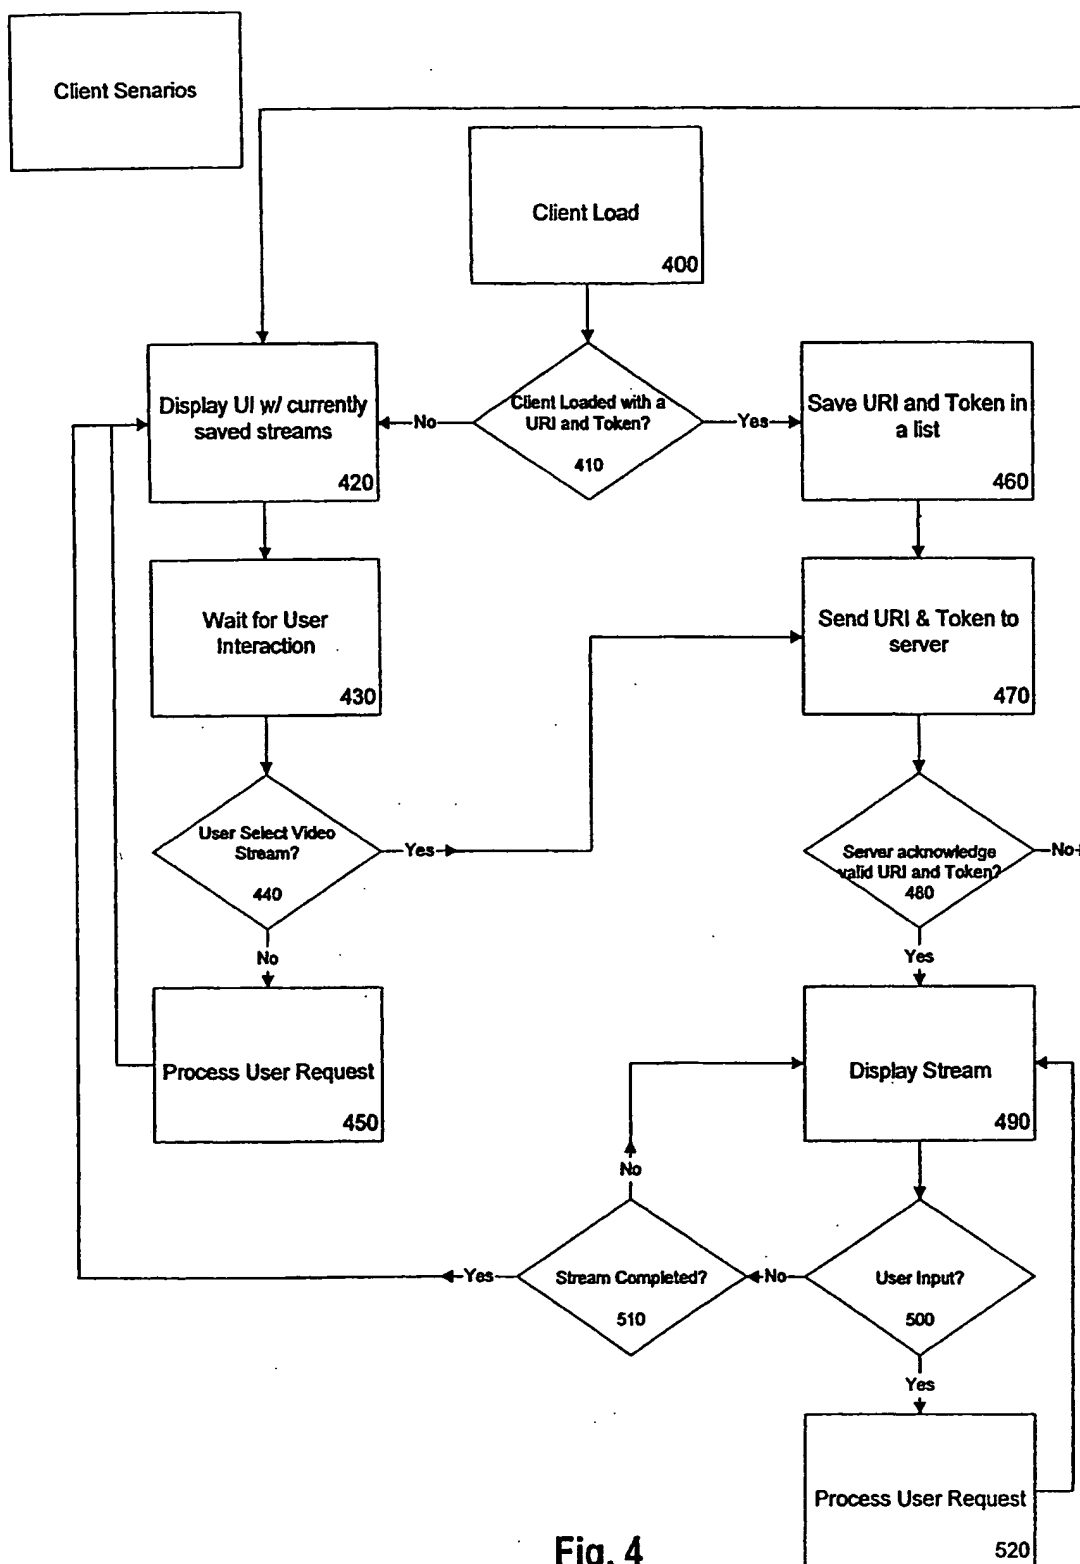 Client Senarios
Client Load
400
Display UI w/ currently
saved streams
420
No
Client Loaded with a
URI and Token?
410
Yes
Save URI and Token in
a list
460
Wait for User
Interaction
430
Send URI & Token to
server
470
User Select Video
Stream?
440
Yes
Server acknowledge
valid URI and Token?
480
No
No
Yes
Process User Request
450
Display Stream
490
No
Yes
Stream Completed?
510
No
User Input?
500
Yes
Process User Request
520
Fig. 4